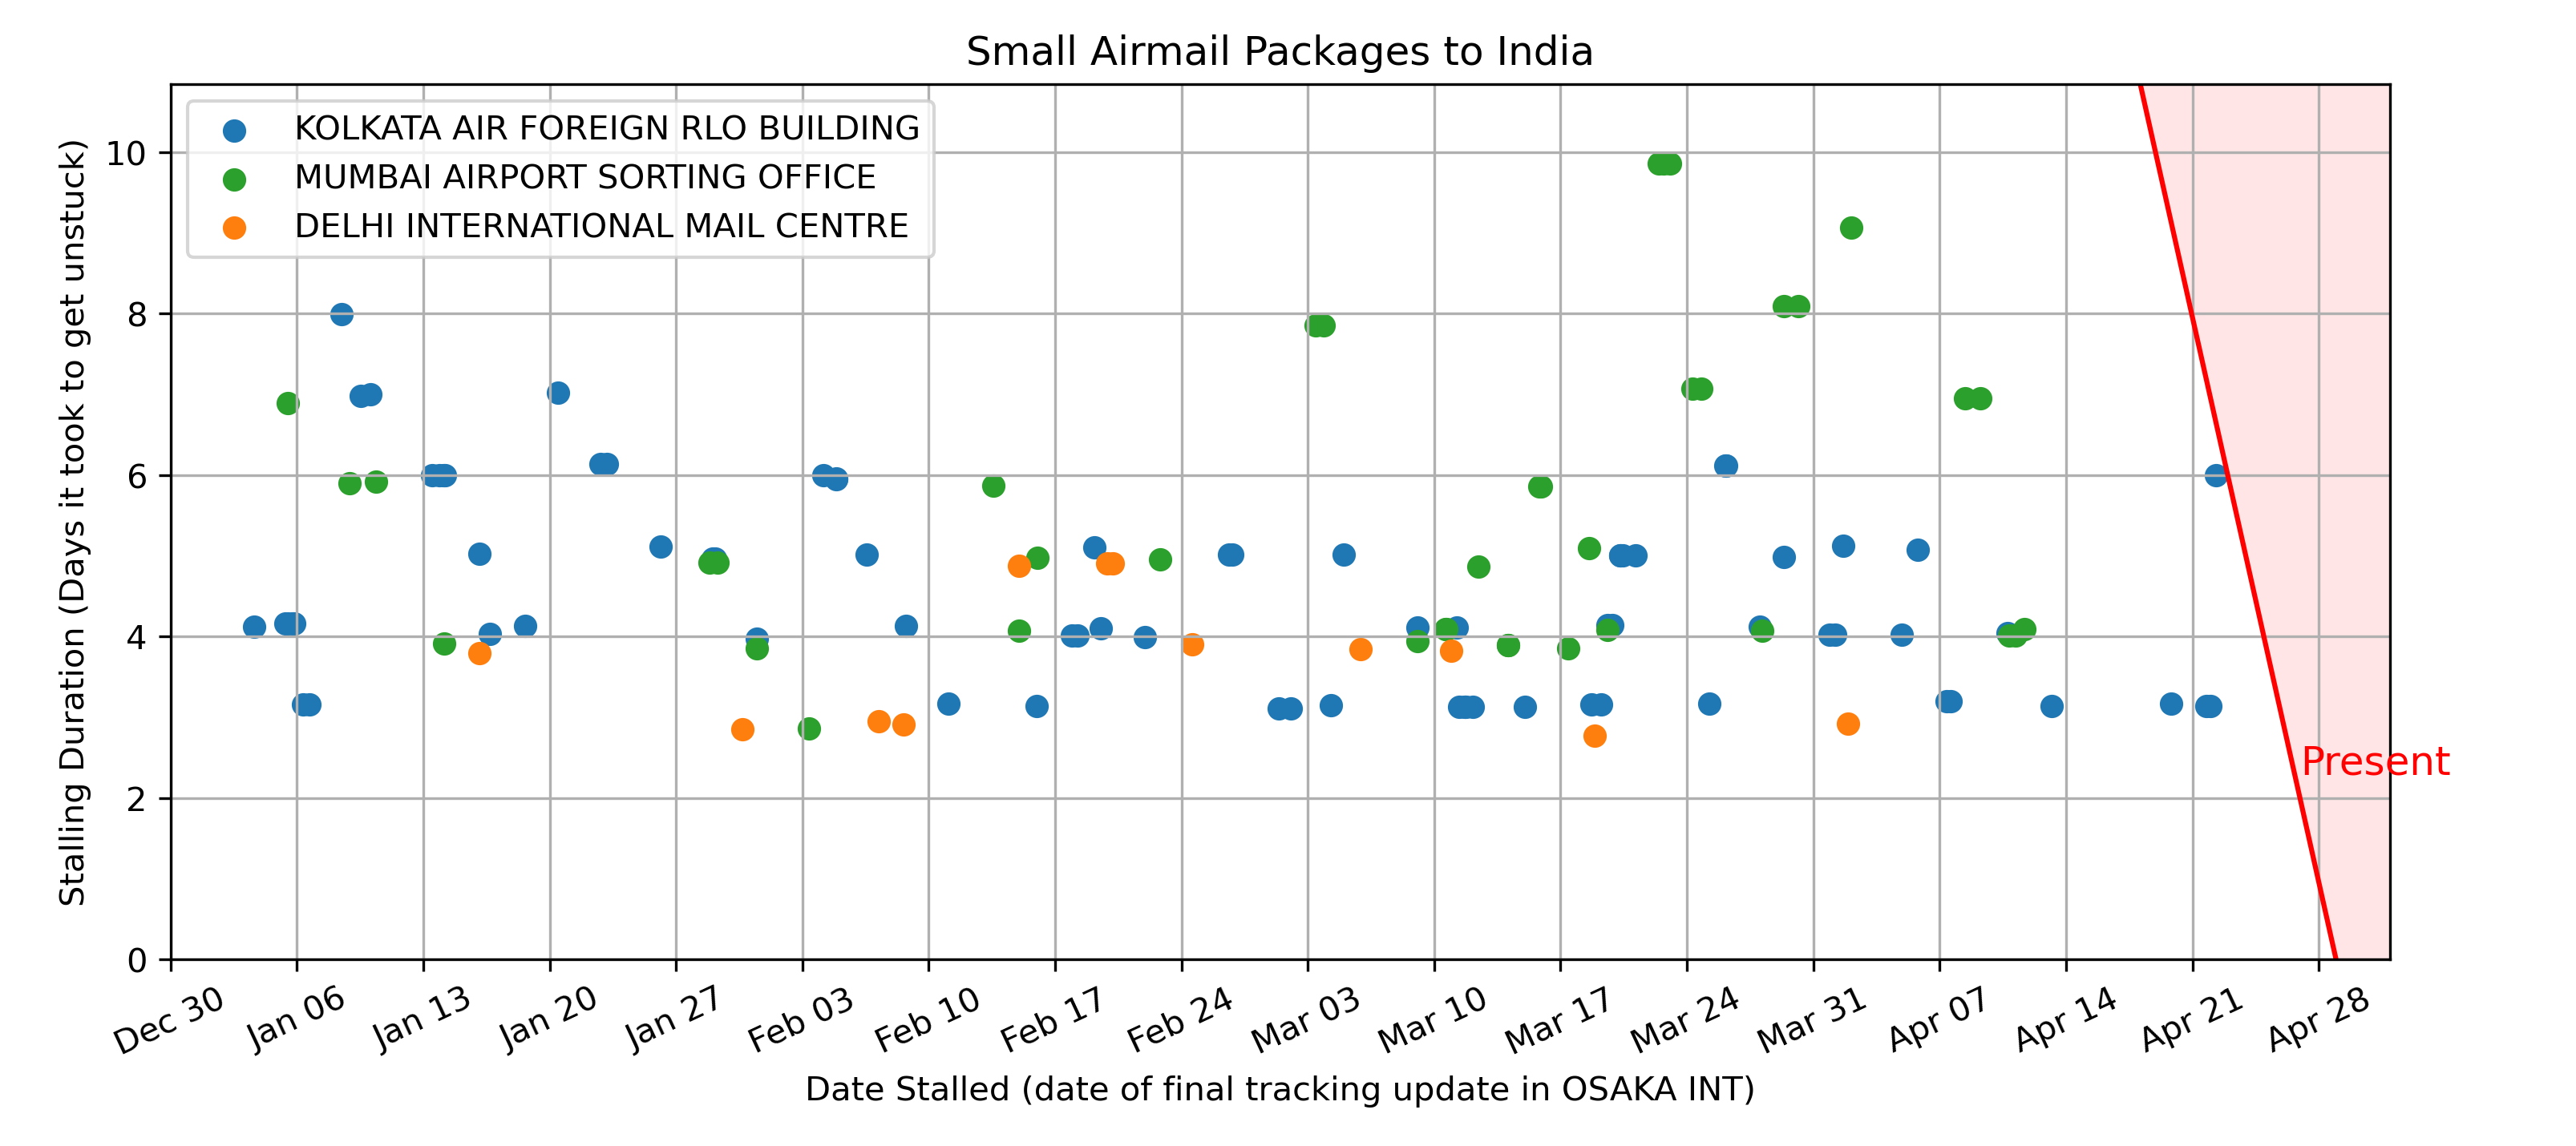 Small Airmail Packages to India
KOLKATA AIR FOREIGN RLO BUILDING
MUMBAI AIRPORT SORTING OFFICE
DELHI INTERNATIONAL MAIL CENTRE
Stalling Duration (Days it took to get unstuck)
10
8
6
4
2
0
Present
Dec 30
Jan 06
Jan 13
Jan 20
Jan 27
Feb 03
Feb 10
Feb 17
Feb 24
Mar 03
Mar 10
Mar 17
Mar 24
Mar 31
Apr 07
Apr 14
Apr 21
Apr 28
Date Stalled (date of final tracking update in OSAKA INT)